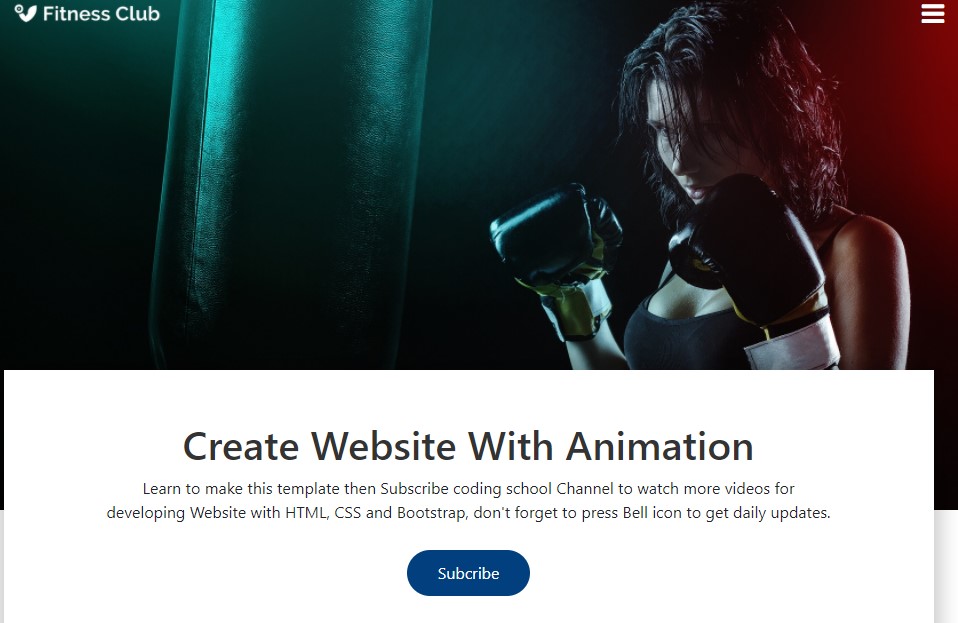 Fitness Club
Create Website With Animation
Learn to make this template then Subscribe coding school Channel to watch more videos for
developing Website with HTML, CSS and Bootstrap, don't forget to press Bell icon to get daily updates.
Subcribe